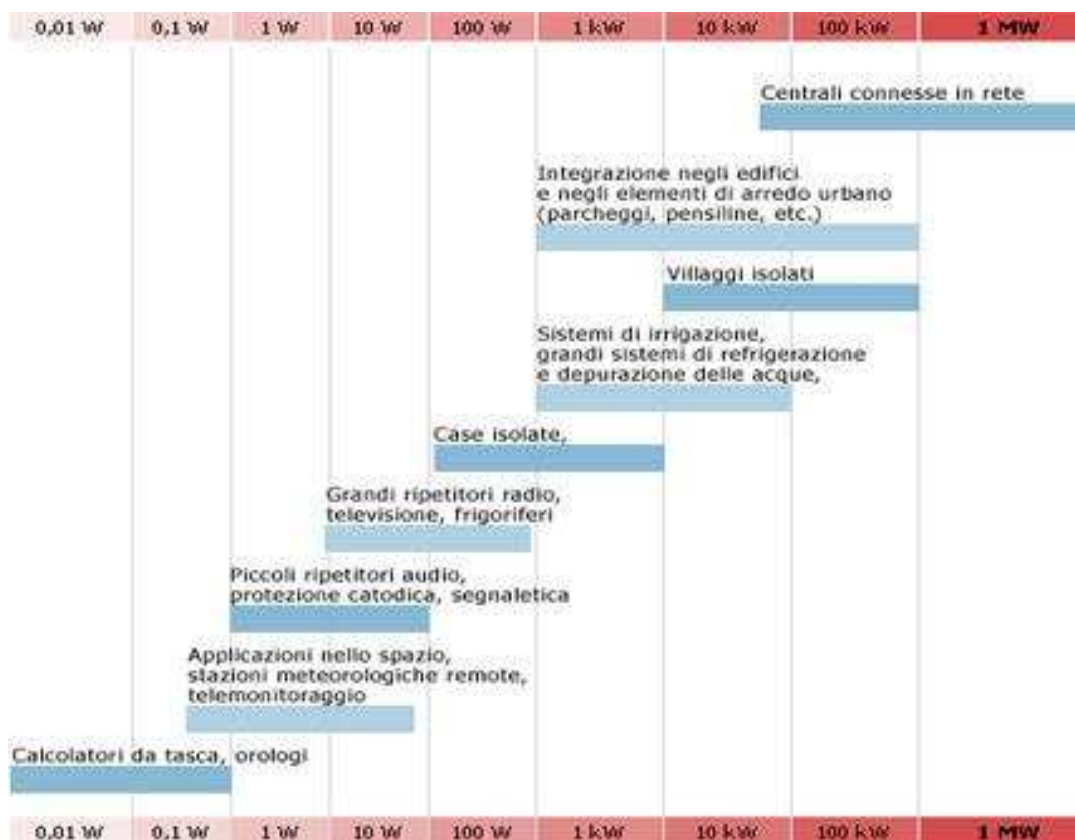 0,01 W 0,1 W 1 W 10 W 100 W 1 kW 10 kW 100 kW 1 MW
Centrali connesse in rete
Integrazione negli edifici
e negli elementi di arredo urbano
(parcheggi, pensiline, etc.)
Villaggi isolati
Sistemi di irrigazione,
grandi sistemi di refrigerazione
e depurazione delle acque,
Case isolate,
Grandi ripetitori radio,
televisione, frigoriferi
Piccoli ripetitori audio,
protezione catodica, segnaletica
Applicazioni nello spazio,
stazioni meteorologiche remote,
telemonitoraggio
Calcolatori da tasca, orologi
0,01 W 0,1 W 1 W 10 W 100 W 1 kW 10 kW 100 kW 1 MW